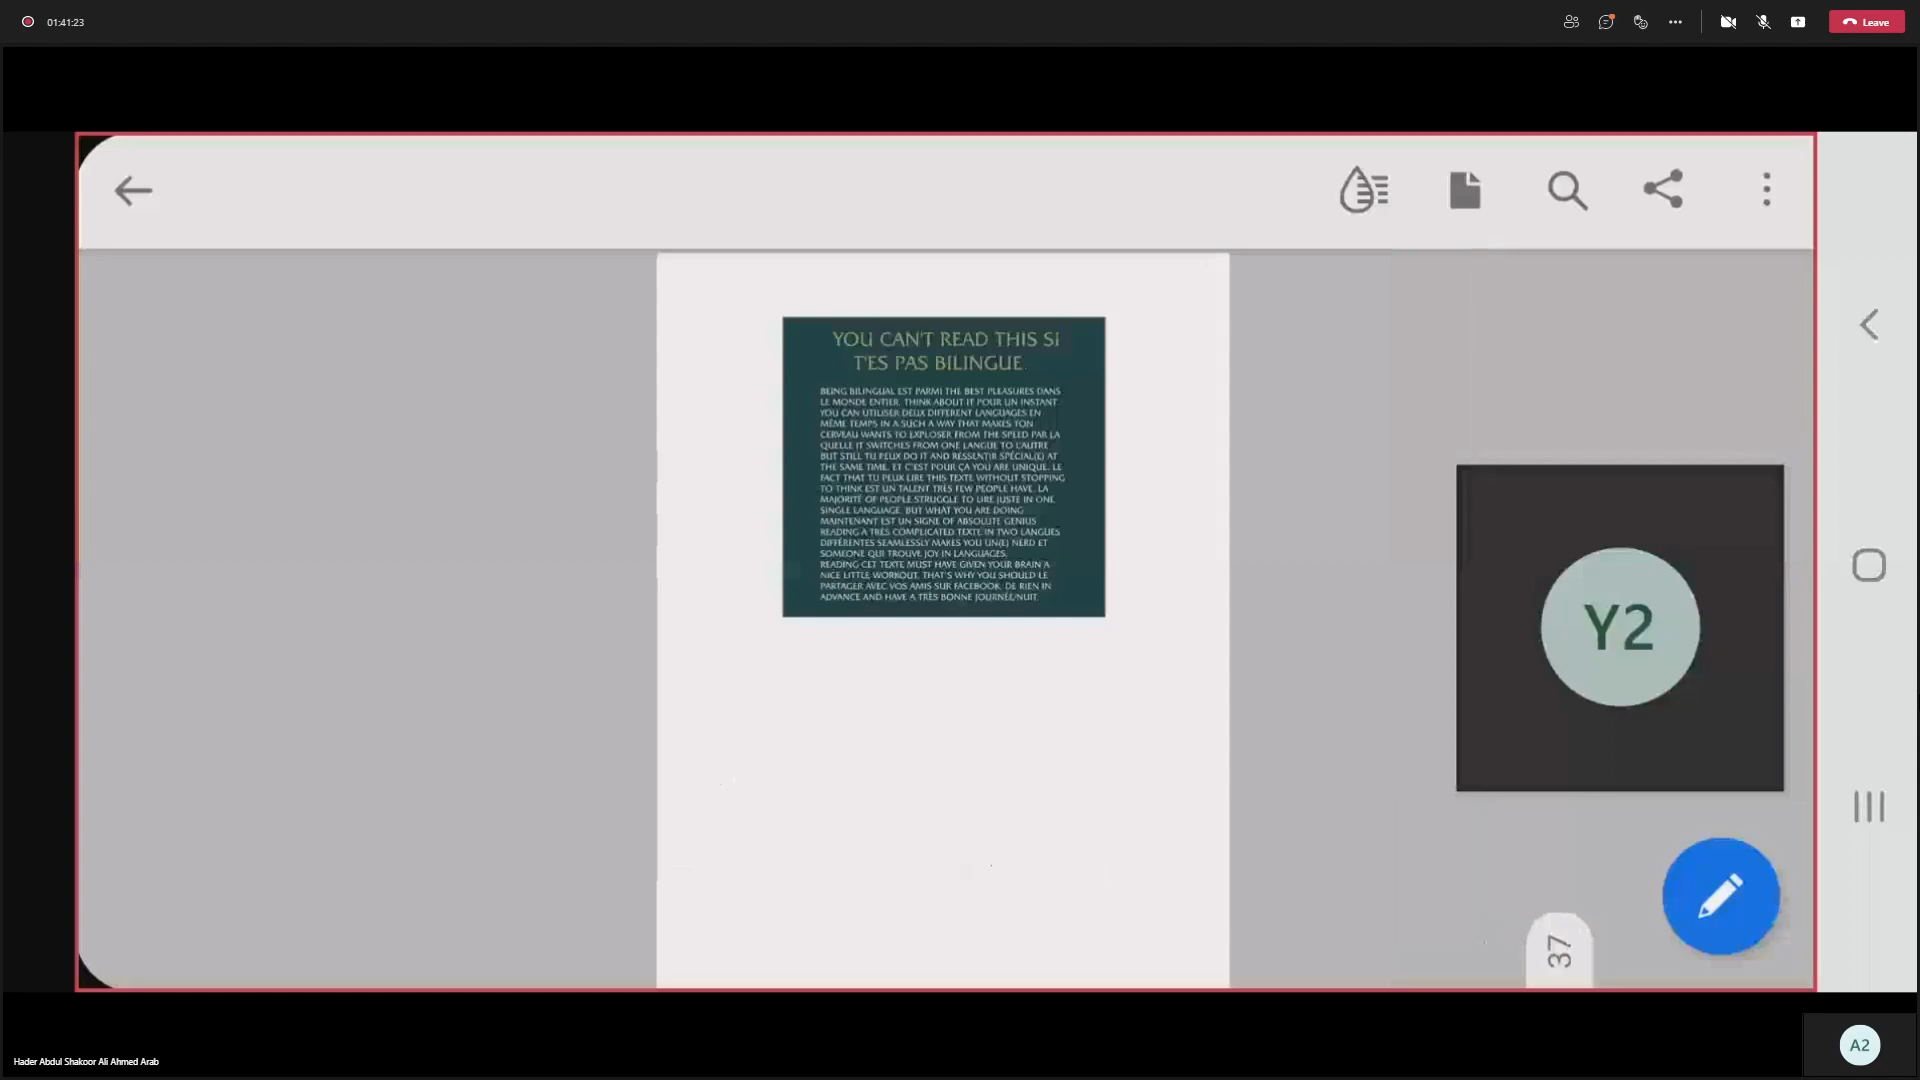 01:41:23
Leave
YOU CAN'T READ THIS SI
T'ES PAS BILINGUE.
BEING BILINGUAL EST PARMI THE BEST PLEASURES DANS
LE MONDE ENTIER. THINK ABOUT IT POUR UN INSTANT
YOU CAN UTILISER DEUX DIFFERENT LANGUAGES EN
MÊME TEMPS IN A SUCH A WAY THAT MAKES TON
CERVEAU WANTS TO EXPLOSER FROM THE SPEED PAR LA
QUELLE IT SWITCHES FROM ONE LANGUE TO L'AUTRE
BUT STILL TU PEUX DO IT AND RESSENTIR SPÉCIAL(E) AT
THE SAME TIME. ET C'EST POUR ÇA YOU ARE UNIQUE. LE
FACT THAT TU PEUX LIRE THIS TEXTE WITHOUT STOPPING
TO THINK EST UN TALENT TRÈS FEW PEOPLE HAVE. LA
MAJORITÉ OF PEOPLE STRUGGLE TO LIRE JUSTE IN ONE
SINGLE LANGUAGE. BUT WHAT YOU ARE DOING
MAINTENANT EST UN SIGNE OF ABSOLUTE GENIUS
READING A TRÈS COMPLICATED TEXTE IN TWO LANGUES
DIFFÉRENTES SEAMLESSLY MAKES YOU UN(E) NERD ET
SOMEONE QUI TROUVE JOY IN LANGUAGES.
READING CET TEXTE MUST HAVE GIVEN YOUR BRAIN A
NICE LITTLE WORKOUT. THAT'S WHY YOU SHOULD LE
PARTAGER AVEC VOS AMIS SUR FACEBOOK. DE RIEN IN
ADVANCE AND HAVE A TRÈS BONNE JOURNÉE/NUIT.
Y2
37
Hader Abdul Shakoor Ali Ahmed Arab
A2